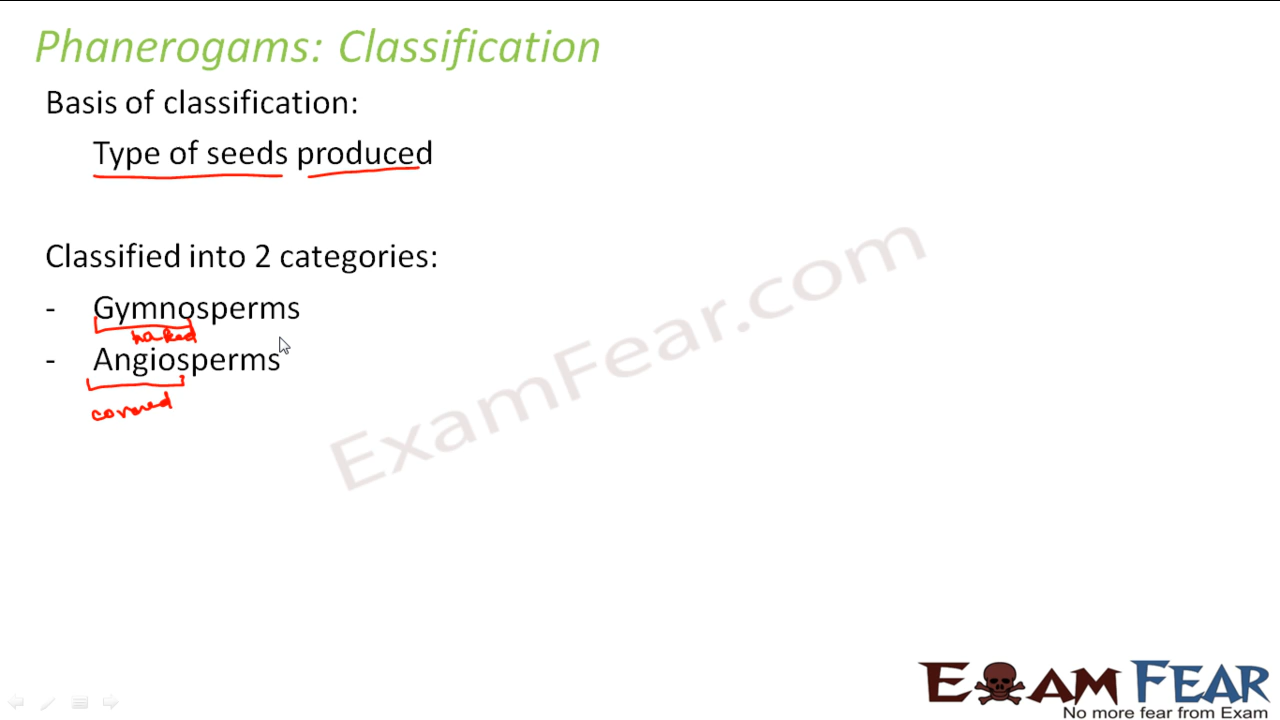 Phanerogams: Classification
Basis of classification:
Type of seeds produced
Classified into 2 categories:
- Gymnosperms
naked
- Angiosperms
covered
ExamFear.com
EXAM FEAR
No more fear from Exam